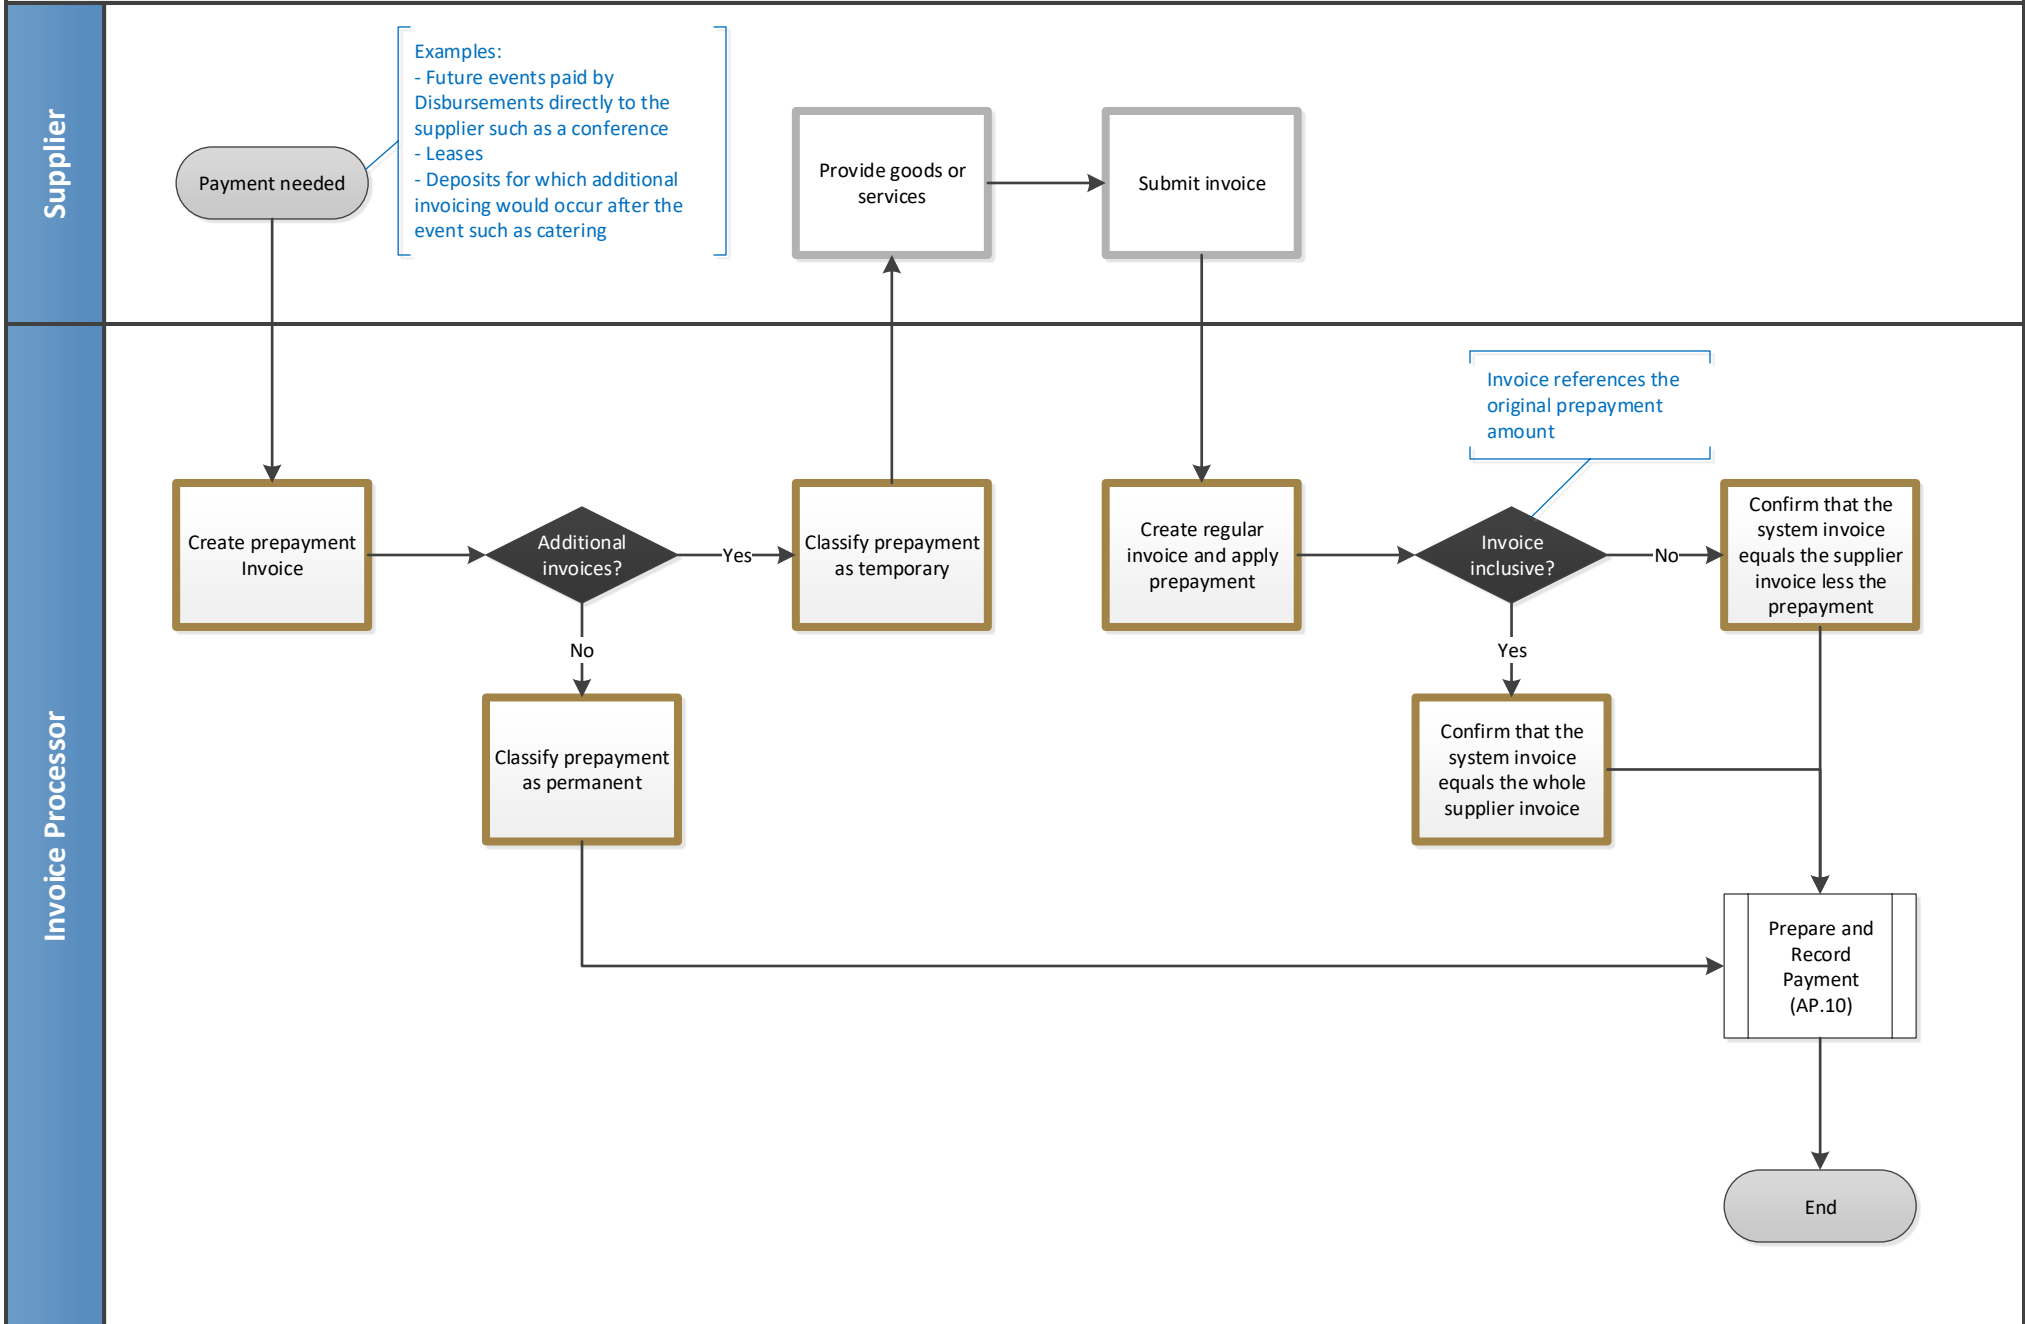 Supplier
Payment needed
Examples:
- Future events paid by
Disbursements directly to the
supplier such as a conference
- Leases
- Deposits for which additional
invoicing would occur after the
event such as catering
Provide goods or
services
Submit invoice
Invoice Processor
Create prepayment
Invoice
Additional
invoices?
Yes
No
Classify prepayment
as temporary
Classify prepayment
as permanent
Create regular
invoice and apply
prepayment
Invoice references the
original prepayment
amount
Invoice
inclusive?
No
Yes
Confirm that the
system invoice
equals the supplier
invoice less the
prepayment
Confirm that the
system invoice
equals the whole
supplier invoice
Prepare and
Record
Payment
(AP.10)
End